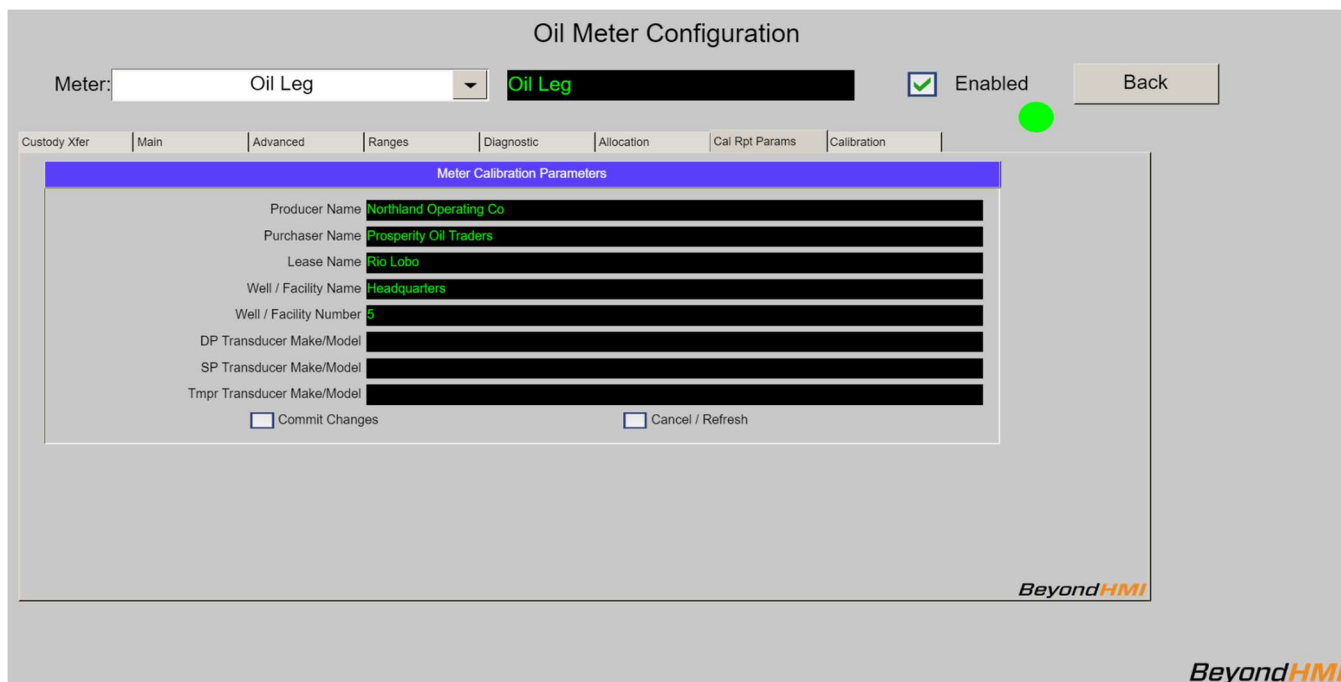 Oil Meter Configuration
Meter: Oil Leg Oil Leg Enabled Back
Custody Xfer Main Advanced Ranges Diagnostic Allocation Cal Rpt Params Calibration
Meter Calibration Parameters
Producer Name Northland Operating Co
Purchaser Name Prosperity Oil Traders
Lease Name Rio Lobo
Well / Facility Name Headquarters
Well / Facility Number 5
DP Transducer Make/Model
SP Transducer Make/Model
Tmpr Transducer Make/Model
Commit Changes Cancel / Refresh
BeyondHMI
BeyondHMI